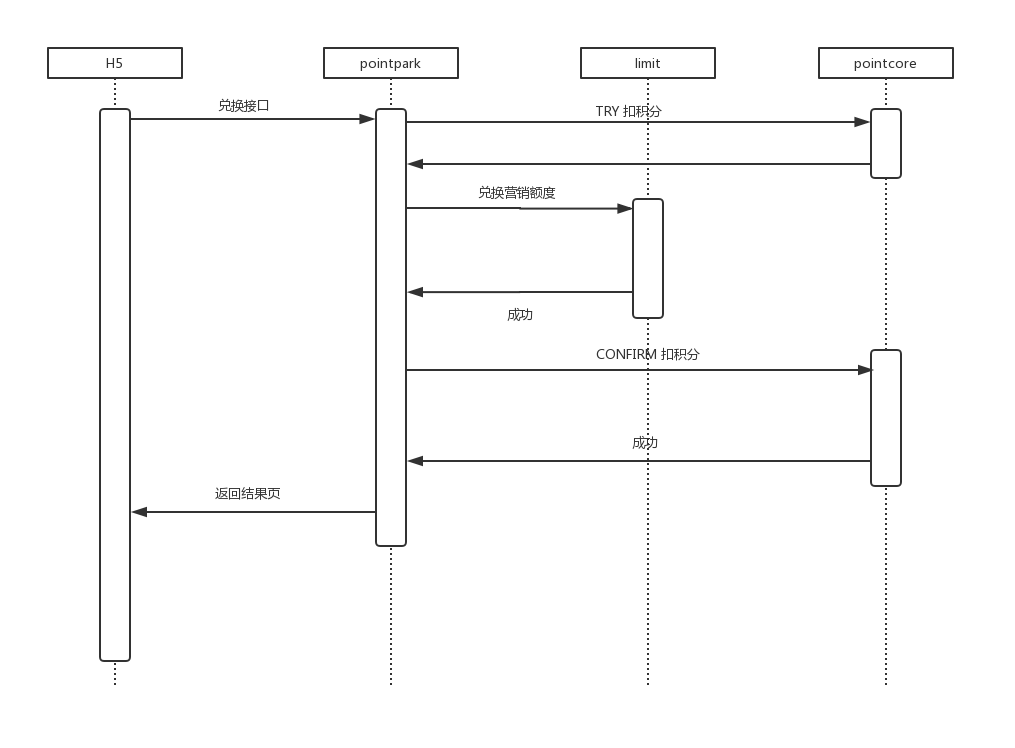 H5
pointpark
limit
pointcore
兑换接口
TRY 扣积分
兑换营销额度
成功
CONFIRM 扣积分
成功
返回结果页